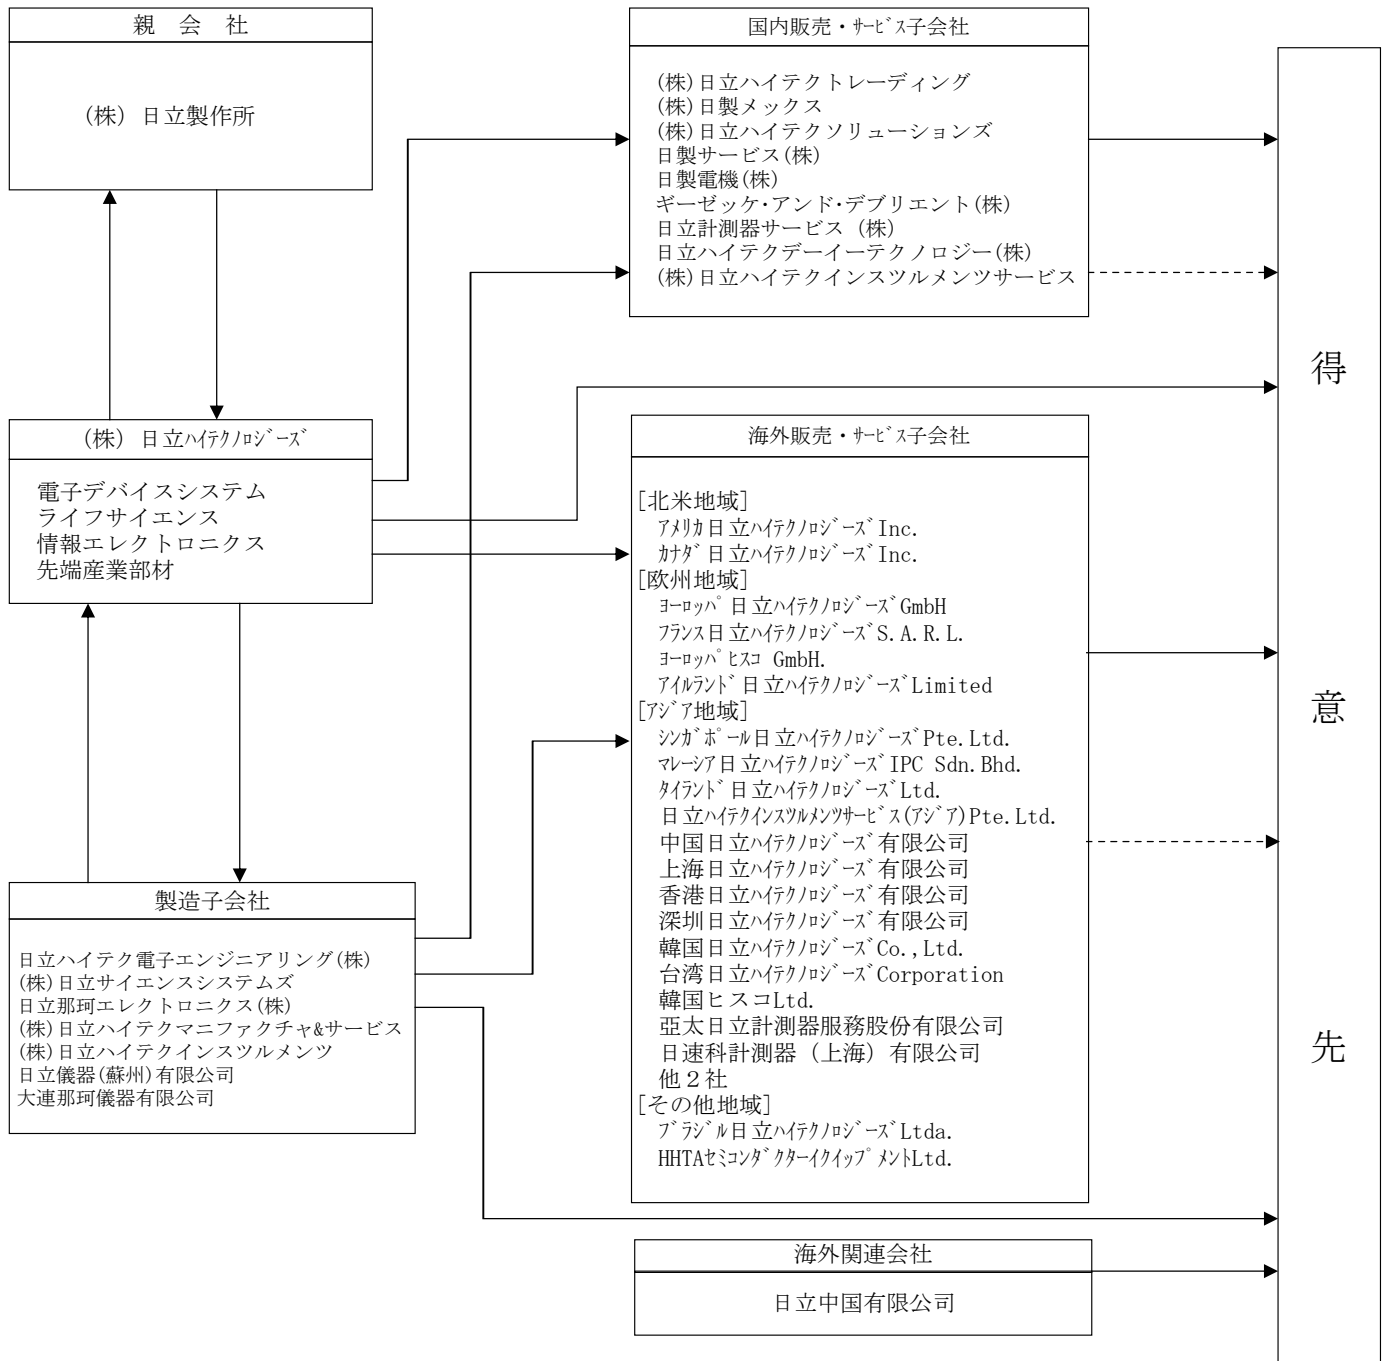 親　会　社
(株) 日立製作所
(株) 日立ﾊｲﾃｸﾉﾛｼﾞｰｽﾞ
電子デバイスシステム
ライフサイエンス
情報エレクトロニクス
先端産業部材
製造子会社
日立ハイテク電子エンジニアリング(株)
(株)日立サイエンスシステムズ
日立那珂エレクトロニクス(株)
(株)日立ハイテクマニファクチャ&サービス
(株)日立ハイテクインスツルメンツ
日立儀器(蘇州)有限公司
大連那珂儀器有限公司
国内販売・ｻｰﾋﾞｽ子会社
(株)日立ハイテクトレーディング
(株)日製メックス
(株)日立ハイテクソリューションズ
日製サービス(株)
日製電機(株)
ギーゼッケ・アンド・デブリエント(株)
日立計測器サービス (株)
日立ハイテクデーイーテクノロジー(株)
(株)日立ハイテクインスツルメンツサービス
海外販売・ｻｰﾋﾞｽ子会社
[北米地域]
ｱﾒﾘｶ日立ﾊｲﾃｸﾉﾛｼﾞｰｽﾞInc.
ｶﾅﾀﾞ日立ﾊｲﾃｸﾉﾛｼﾞｰｽﾞInc.
[欧州地域]
ﾖｰﾛｯﾊﾟ日立ﾊｲﾃｸﾉﾛｼﾞｰｽﾞGmbH
ﾌﾗﾝｽ日立ﾊｲﾃｸﾉﾛｼﾞｰｽﾞS.A.R.L.
ﾖｰﾛｯﾊﾟﾋｽｺ GmbH.
ｱｲﾙﾗﾝﾄﾞ日立ﾊｲﾃｸﾉﾛｼﾞｰｽﾞLimited
[ｱｼﾞｱ地域]
ｼﾝｶﾞﾎﾟｰﾙ日立ﾊｲﾃｸﾉﾛｼﾞｰｽﾞPte.Ltd.
ﾏﾚｰｼｱ日立ﾊｲﾃｸﾉﾛｼﾞｰｽﾞIPC Sdn.Bhd.
ﾀｲﾗﾝﾄﾞ日立ﾊｲﾃｸﾉﾛｼﾞｰｽﾞLtd.
日立ﾊｲﾃｸｲﾝｽﾂﾙﾒﾝﾂｻｰﾋﾞｽ(ｱｼﾞｱ)Pte.Ltd.
中国日立ﾊｲﾃｸﾉﾛｼﾞｰｽﾞ有限公司
上海日立ﾊｲﾃｸﾉﾛｼﾞｰｽﾞ有限公司
香港日立ﾊｲﾃｸﾉﾛｼﾞｰｽﾞ有限公司
深圳日立ﾊｲﾃｸﾉﾛｼﾞｰｽﾞ有限公司
韓国日立ﾊｲﾃｸﾉﾛｼﾞｰｽﾞCo.,Ltd.
台湾日立ﾊｲﾃｸﾉﾛｼﾞｰｽﾞCorporation
韓国ヒスコLtd.
亞太日立計測器服務股份有限公司
日速科計測器（上海）有限公司
他２社
[その他地域]
ﾌﾞﾗｼﾞﾙ日立ﾊｲﾃｸﾉﾛｼﾞｰｽﾞLtda.
HHTAｾﾐｺﾝﾀﾞｸﾀｰｲｸｲｯﾌﾟﾒﾝﾄLtd.
海外関連会社
日立中国有限公司
得意先